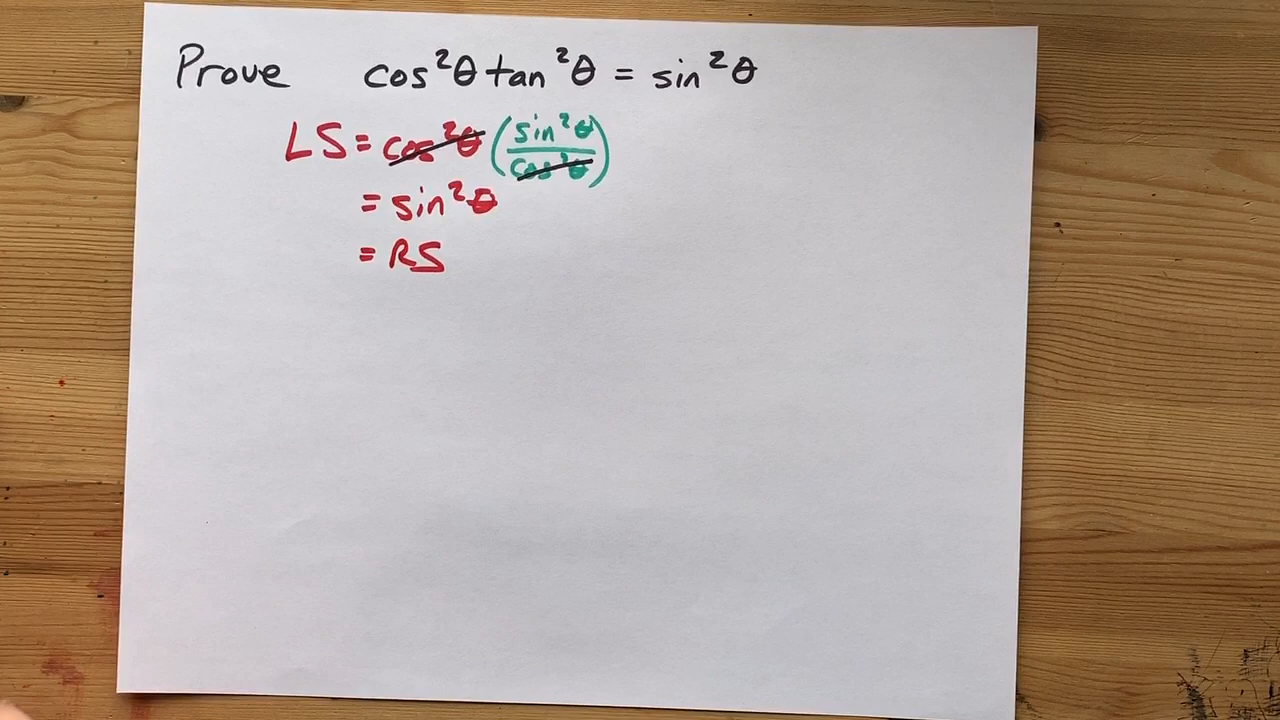 Prove cos²θ tan²θ = sin²θ
LS = cos²θ (sin²θ/cos²θ)
= sin²θ
= RS